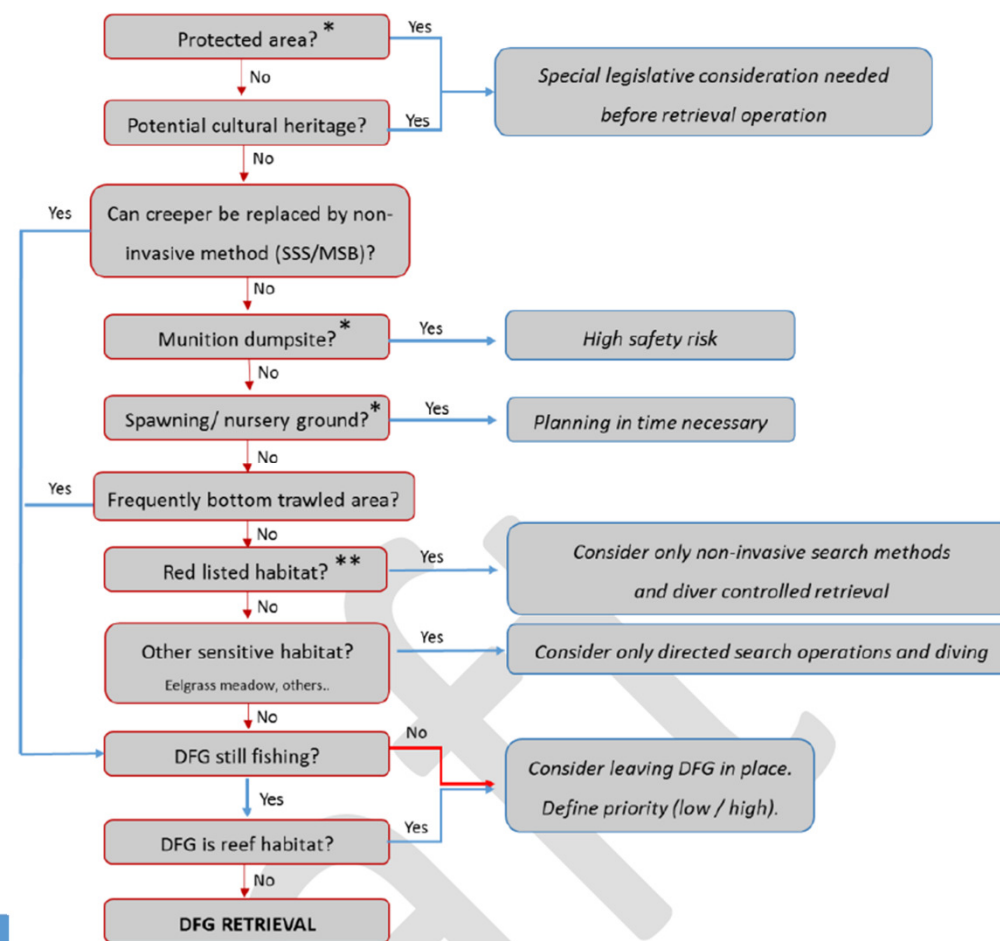 Protected area? *
Yes
No
Special legislative consideration needed
before retrieval operation
Potential cultural heritage?
Yes
No
Yes
Can creeper be replaced by non-
invasive method (SSS/MSB)?
No
Munition dumpsite? *
Yes
High safety risk
No
Spawning/ nursery ground? *
Yes
Planning in time necessary
No
Yes
Frequently bottom trawled area?
No
Red listed habitat? **
Yes
Consider only non-invasive search methods
and diver controlled retrieval
No
Other sensitive habitat?
Eelgrass meadow, others..
Yes
Consider only directed search operations and diving
No
DFG still fishing?
No
Consider leaving DFG in place.
Define priority (low / high).
Yes
DFG is reef habitat?
Yes
No
DFG RETRIEVAL